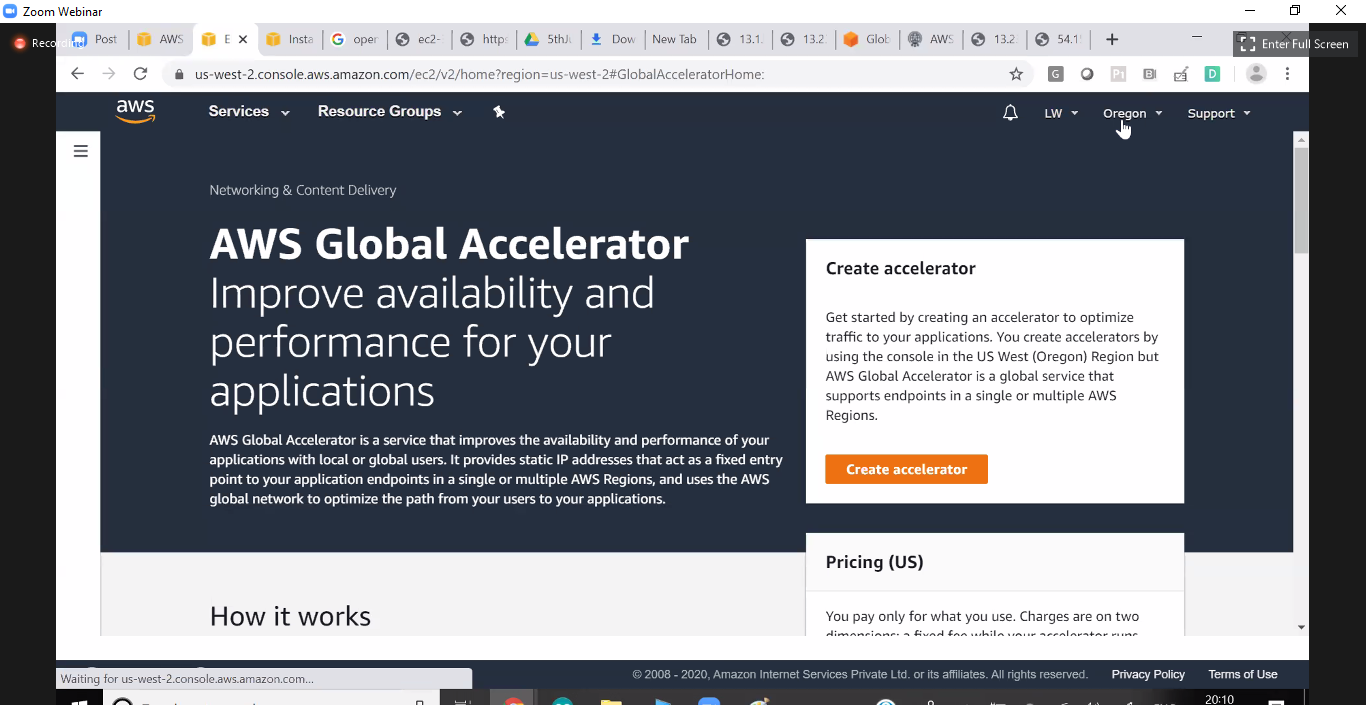 Zoom Webinar
Recording
Post
AWS
E
Insta
oper
ec2-
http
5thJu
Dow
New Tab
13.1.
13.2
Glob
AWS
13.2
54.1
Enter Full Screen
us-west-2.console.aws.amazon.com/ec2/v2/home?region=us-west-2#GlobalAcceleratorHome:
aws
Services
Resource Groups
LW
Oregon
Support
Networking & Content Delivery
AWS Global Accelerator
Improve availability and
performance for your
applications
AWS Global Accelerator is a service that improves the availability and performance of your
applications with local or global users. It provides static IP addresses that act as a fixed entry
point to your application endpoints in a single or multiple AWS Regions, and uses the AWS
global network to optimize the path from your users to your applications.
Create accelerator
Get started by creating an accelerator to optimize
traffic to your applications. You create accelerators by
using the console in the US West (Oregon) Region but
AWS Global Accelerator is a global service that
supports endpoints in a single or multiple AWS
Regions.
Create accelerator
Pricing (US)
You pay only for what you use. Charges are on two
dimensions: a fixed fee while your accelerator runs
How it works
Waiting for us-west-2.console.aws.amazon.com...
© 2008 - 2020, Amazon Internet Services Private Ltd. or its affiliates. All rights reserved.
Privacy Policy
Terms of Use
20:10